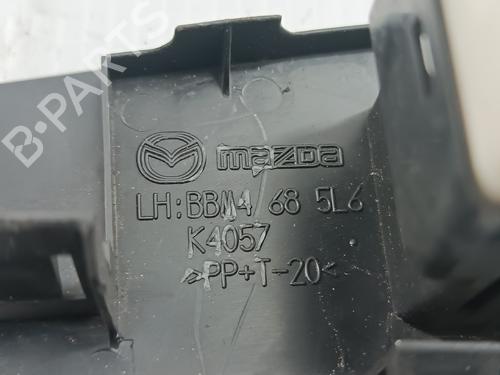 B-PARTS
mazda
LH:BBM4 68 5L6
K4057
>PP+T-20<